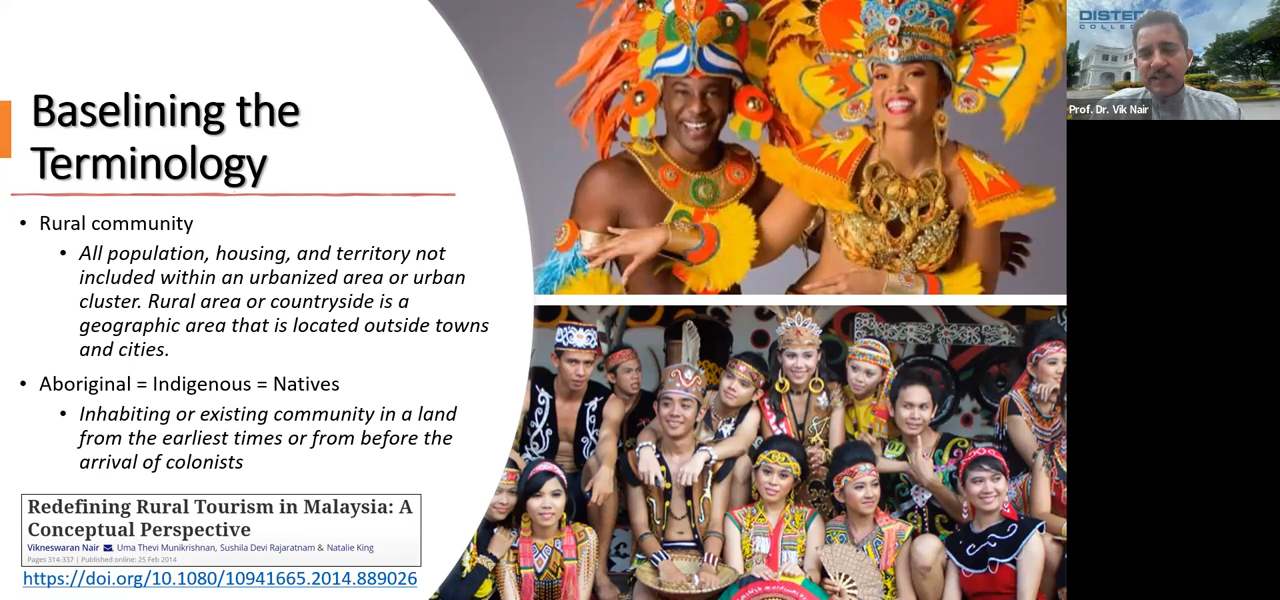 Baselining the
Terminology
• Rural community
• All population, housing, and territory not
included within an urbanized area or urban
cluster. Rural area or countryside is a
geographic area that is located outside towns
and cities.
• Aboriginal = Indigenous = Natives
• Inhabiting or existing community in a land
from the earliest times or from before the
arrival of colonists
Redefining Rural Tourism in Malaysia: A
Conceptual Perspective
Vikneswaran Nair, Uma Thevi Munikrishnan, Sushila Devi Rajaratnam & Natalie King
Pages 314-337 | Published online: 25 Feb 2014
https://doi.org/10.1080/10941665.2014.889026
Prof. Dr. Vik Nair